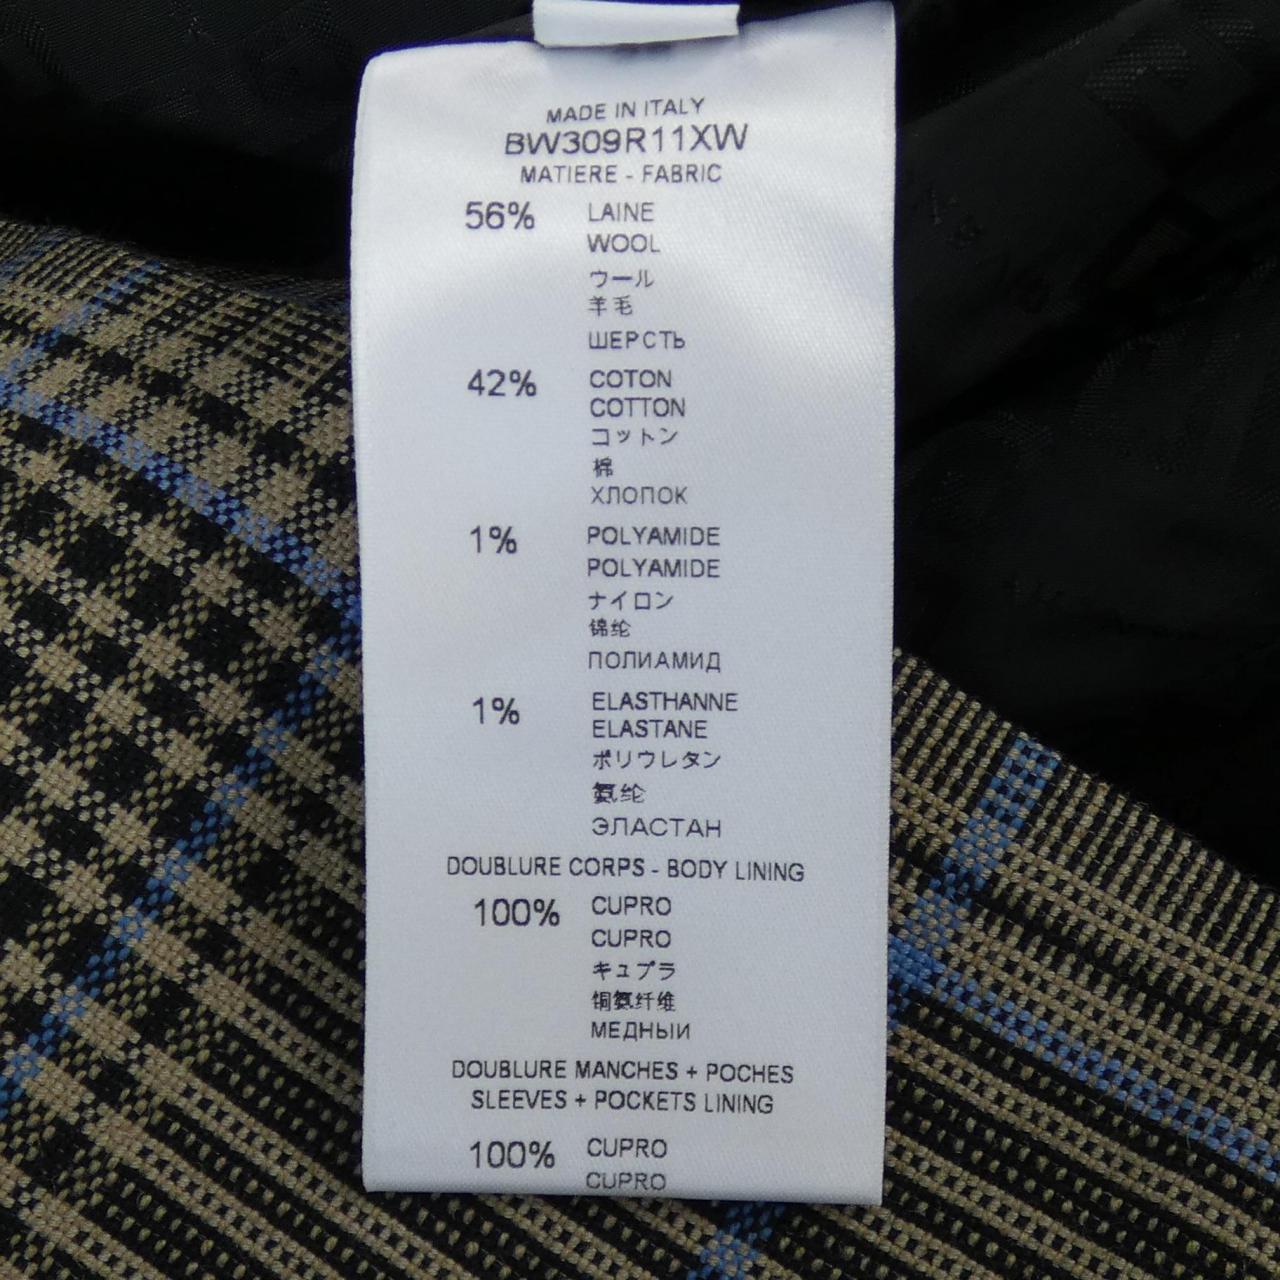 MADE IN ITALY
BW309R11XW
MATIERE - FABRIC
56% LAINE
WOOL
ウール
羊毛
ШЕРСТЬ
42% COTON
COTTON
コットン
棉
ХЛОПОК
1% POLYAMIDE
POLYAMIDE
ナイロン
锦纶
ПОЛИАМИД
1% ELASTHANNE
ELASTANE
ポリウレタン
氨纶
ЭЛАСТАН
DOUBLURE CORPS - BODY LINING
100% CUPRO
CUPRO
キュプラ
铜氨纤维
МЕДНЫЙ
DOUBLURE MANCHES + POCHES
SLEEVES + POCKETS LINING
100% CUPRO
CUPRO